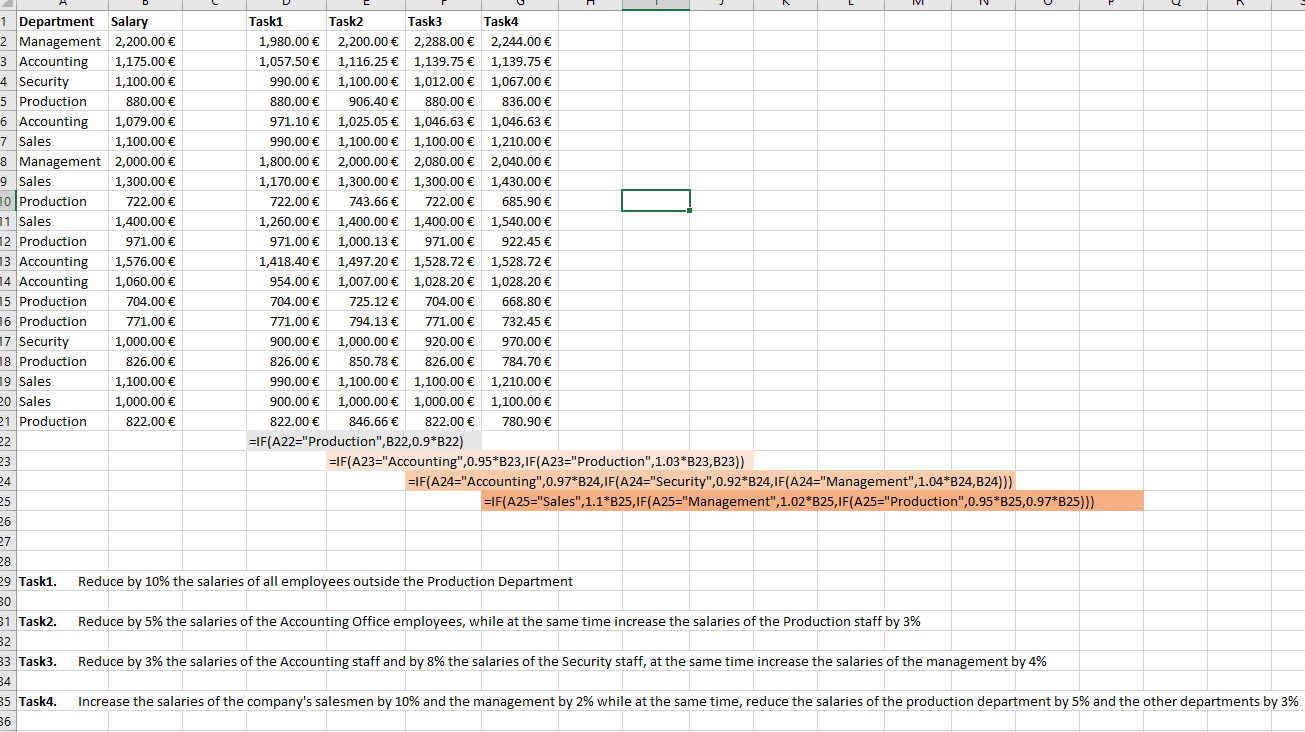 A B C D E F G H I J K L M N O P Q R S
1 Department Salary Task1 Task2 Task3 Task4
2 Management 2,200.00 € 1,980.00 € 2,200.00 € 2,288.00 € 2,244.00 €
3 Accounting 1,175.00 € 1,057.50 € 1,116.25 € 1,139.75 € 1,139.75 €
4 Security 1,100.00 € 990.00 € 1,100.00 € 1,012.00 € 1,067.00 €
5 Production 880.00 € 880.00 € 906.40 € 880.00 € 836.00 €
6 Accounting 1,079.00 € 971.10 € 1,025.05 € 1,046.63 € 1,046.63 €
7 Sales 1,100.00 € 990.00 € 1,100.00 € 1,100.00 € 1,210.00 €
8 Management 2,000.00 € 1,800.00 € 2,000.00 € 2,080.00 € 2,040.00 €
9 Sales 1,300.00 € 1,170.00 € 1,300.00 € 1,300.00 € 1,430.00 €
10 Production 722.00 € 722.00 € 743.66 € 722.00 € 685.90 €
11 Sales 1,400.00 € 1,260.00 € 1,400.00 € 1,400.00 € 1,540.00 €
12 Production 971.00 € 971.00 € 1,000.13 € 971.00 € 922.45 €
13 Accounting 1,576.00 € 1,418.40 € 1,497.20 € 1,528.72 € 1,528.72 €
14 Accounting 1,060.00 € 954.00 € 1,007.00 € 1,028.20 € 1,028.20 €
15 Production 704.00 € 704.00 € 725.12 € 704.00 € 668.80 €
16 Production 771.00 € 771.00 € 794.13 € 771.00 € 732.45 €
17 Security 1,000.00 € 900.00 € 1,000.00 € 920.00 € 970.00 €
18 Production 826.00 € 826.00 € 850.78 € 826.00 € 784.70 €
19 Sales 1,100.00 € 990.00 € 1,100.00 € 1,100.00 € 1,210.00 €
20 Sales 1,000.00 € 900.00 € 1,000.00 € 1,000.00 € 1,100.00 €
21 Production 822.00 € 822.00 € 846.66 € 822.00 € 780.90 €
22 =IF(A22="Production",B22,0.9*B22)
23 =IF(A23="Accounting",0.95*B23,IF(A23="Production",1.03*B23,B23))
24 =IF(A24="Accounting",0.97*B24,IF(A24="Security",0.92*B24,IF(A24="Management",1.04*B24,B24)))
25 =IF(A25="Sales",1.1*B25,IF(A25="Management",1.02*B25,IF(A25="Production",0.95*B25,0.97*B25)))
26
27
28
29 Task1. Reduce by 10% the salaries of all employees outside the Production Department
30
31 Task2. Reduce by 5% the salaries of the Accounting Office employees, while at the same time increase the salaries of the Production staff by 3%
32
33 Task3. Reduce by 3% the salaries of the Accounting staff and by 8% the salaries of the Security staff, at the same time increase the salaries of the management by 4%
34
35 Task4. Increase the salaries of the company's salesmen by 10% and the management by 2% while at the same time, reduce the salaries of the production department by 5% and the other departments by 3%
36